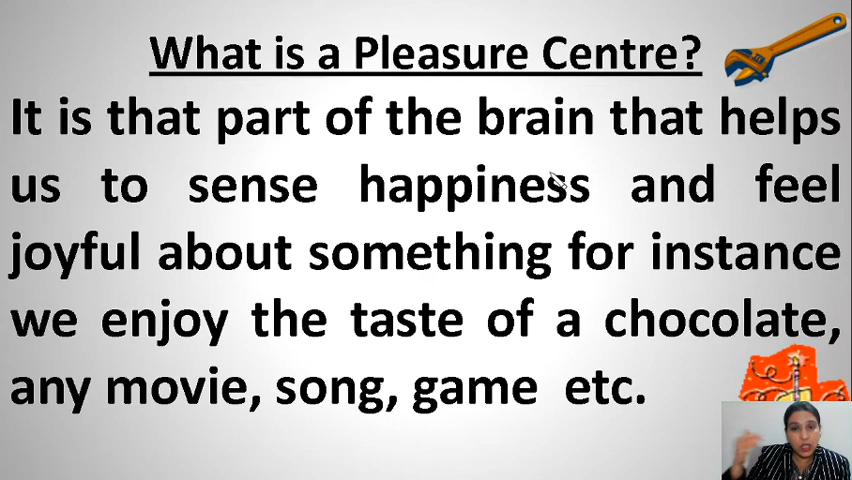 What is a Pleasure Centre?
It is that part of the brain that helps
us to sense happiness and feel
joyful about something for instance
we enjoy the taste of a chocolate,
any movie, song, game etc.